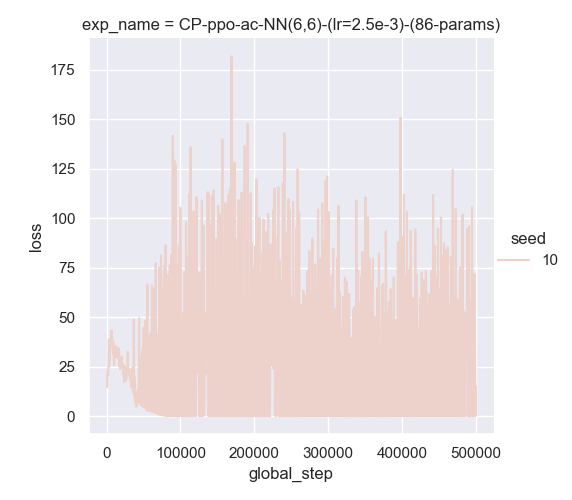 exp_name = CP-ppo-ac-NN(6,6)-(lr=2.5e-3)-(86-params)
175
150
125
100
75
50
25
0
loss
0 100000 200000 300000 400000 500000
global_step
seed
10